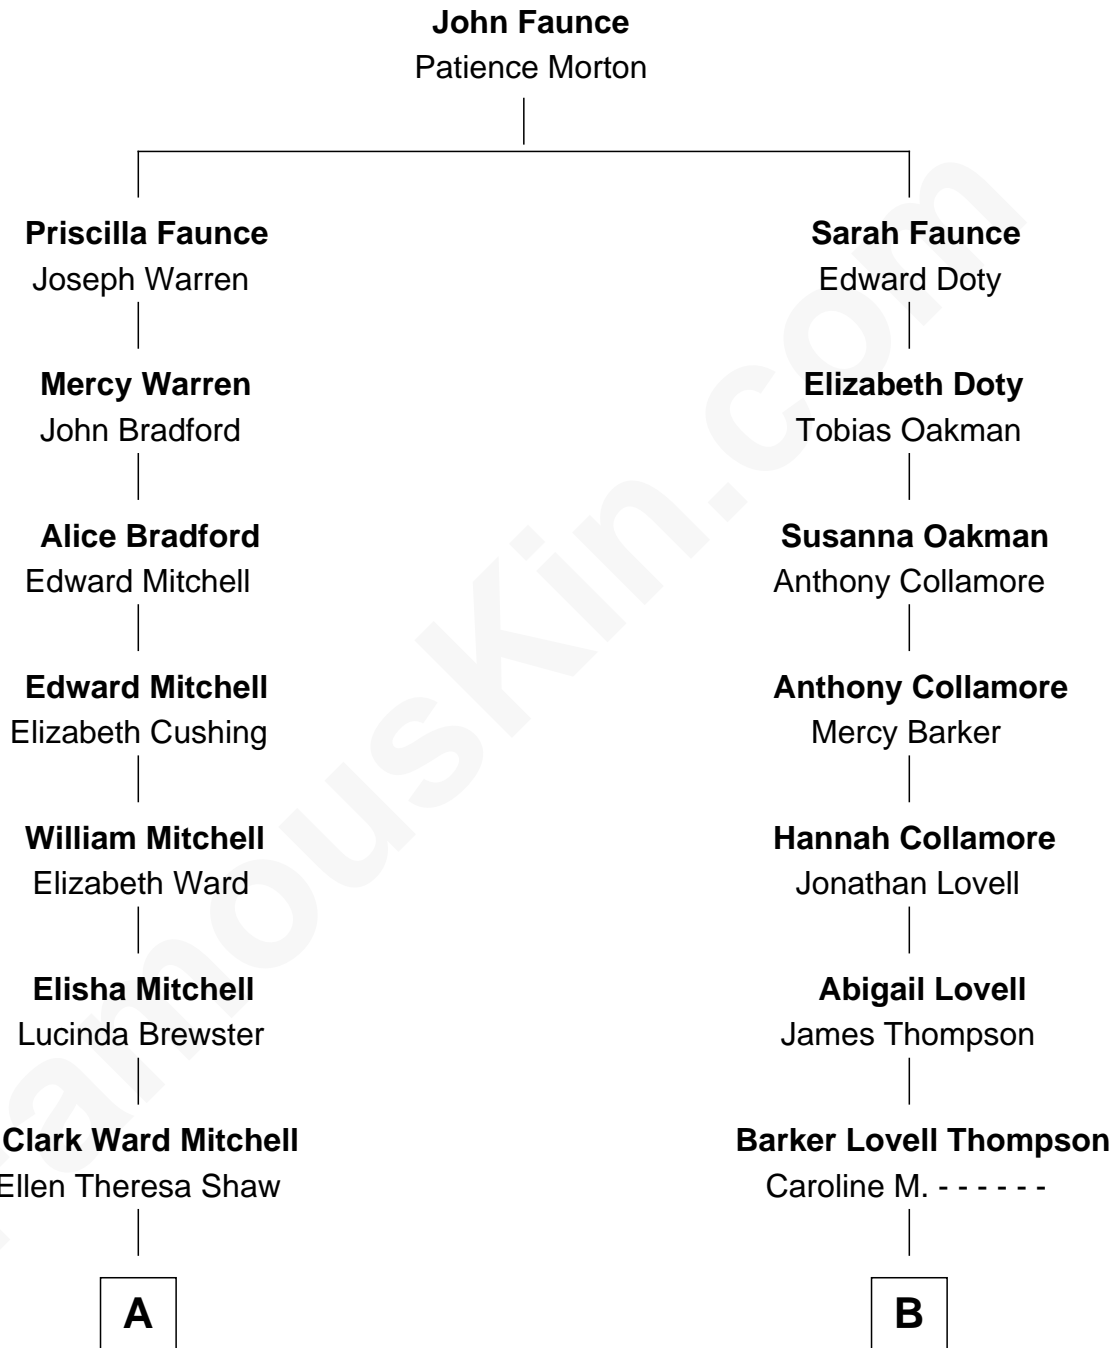 John Faunce
Patience Morton
Priscilla Faunce
Joseph Warren
Sarah Faunce
Edward Doty
Mercy Warren
John Bradford
Elizabeth Doty
Tobias Oakman
Alice Bradford
Edward Mitchell
Susanna Oakman
Anthony Collamore
Edward Mitchell
Elizabeth Cushing
Anthony Collamore
Mercy Barker
William Mitchell
Elizabeth Ward
Hannah Collamore
Jonathan Lovell
Elisha Mitchell
Lucinda Brewster
Abigail Lovell
James Thompson
Clark Ward Mitchell
Ellen Theresa Shaw
Barker Lovell Thompson
Caroline M. - - - - - -
A
B
FamousKin.com